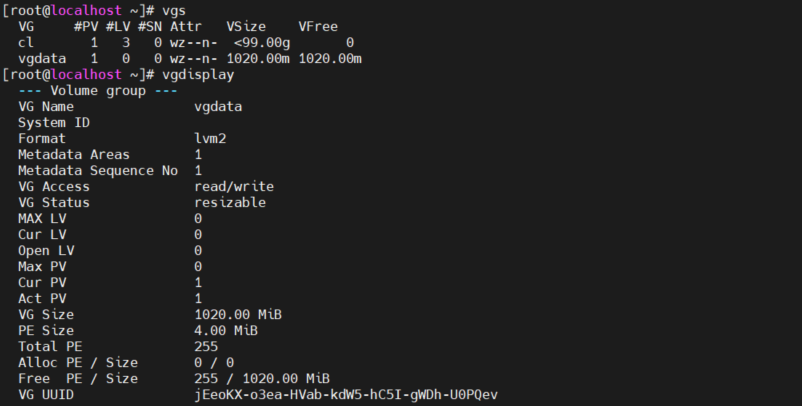 [root@localhost ~]# vgs
  VG     #PV #LV #SN Attr   VSize    VFree
  cl       1   3   0 wz--n-  <99.00g       0
  vgdata   1   0   0 wz--n- 1020.00m 1020.00m
[root@localhost ~]# vgdisplay
  --- Volume group ---
  VG Name               vgdata
  System ID
  Format                lvm2
  Metadata Areas        1
  Metadata Sequence No  1
  VG Access             read/write
  VG Status             resizable
  MAX LV                0
  Cur LV                0
  Open LV               0
  Max PV                0
  Cur PV                1
  Act PV                1
  VG Size               1020.00 MiB
  PE Size               4.00 MiB
  Total PE              255
  Alloc PE / Size       0 / 0
  Free  PE / Size       255 / 1020.00 MiB
  VG UUID               jEeoKX-o3ea-HVab-kdW5-hC5I-gWDh-U0PQev